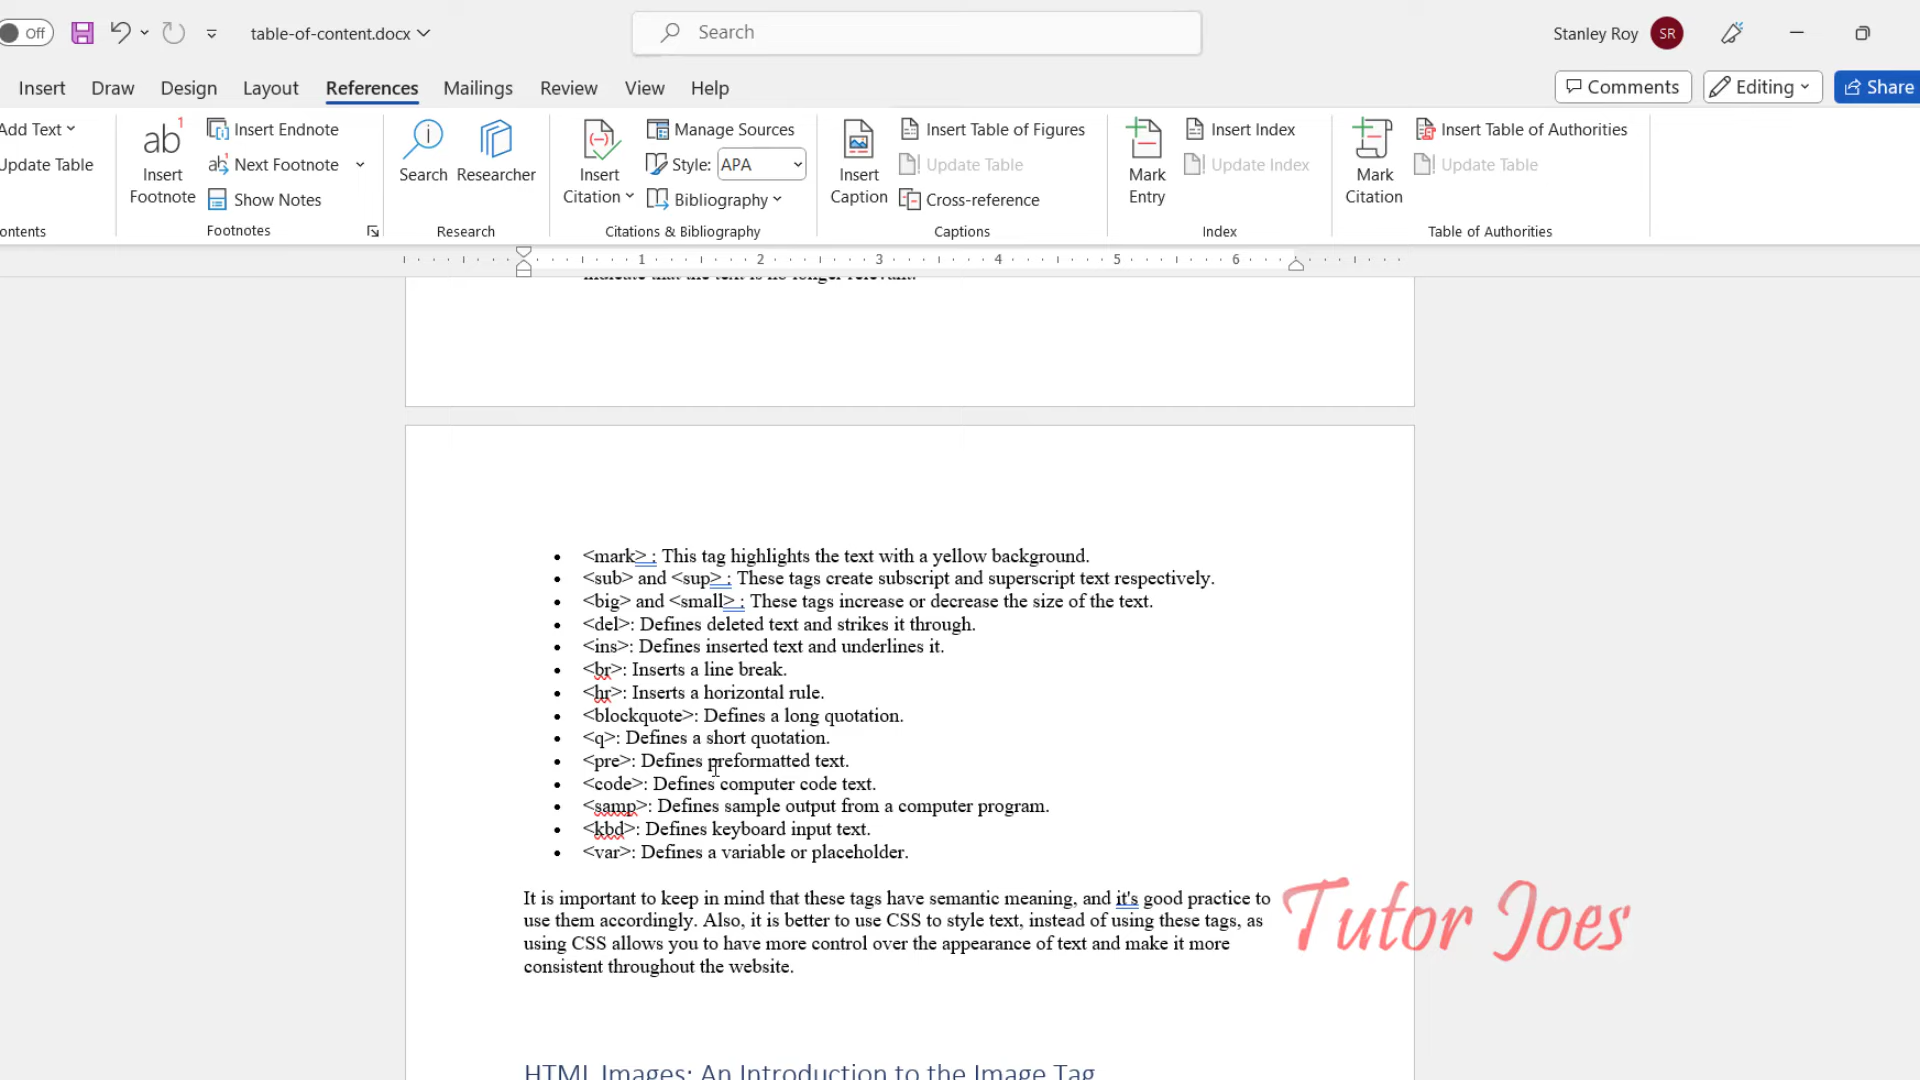 Off
table-of-content.docx
Search
Stanley Roy
SR
Insert
Draw
Design
Layout
References
Mailings
Review
View
Help
Comments
Editing
Share
Add Text
Update Table
ontents
ab
1
Insert
Footnote
Insert Endnote
Next Footnote
Show Notes
Footnotes
Search
Researcher
Research
Insert
Citation
Manage Sources
Style: APA
Bibliography
Citations & Bibliography
Insert
Caption
Insert Table of Figures
Update Table
Cross-reference
Captions
Mark
Entry
Insert Index
Update Index
Index
Mark
Citation
Insert Table of Authorities
Update Table
Table of Authorities
1 2 3 4 5 6
indicate that the text is no longer relevant.
• <mark> : This tag highlights the text with a yellow background.
• <sub> and <sup> : These tags create subscript and superscript text respectively.
• <big> and <small> : These tags increase or decrease the size of the text.
• <del>: Defines deleted text and strikes it through.
• <ins>: Defines inserted text and underlines it.
• <br>: Inserts a line break.
• <hr>: Inserts a horizontal rule.
• <blockquote>: Defines a long quotation.
• <q>: Defines a short quotation.
• <pre>: Defines preformatted text.
• <code>: Defines computer code text.
• <samp>: Defines sample output from a computer program.
• <kbd>: Defines keyboard input text.
• <var>: Defines a variable or placeholder.
It is important to keep in mind that these tags have semantic meaning, and it's good practice to
use them accordingly. Also, it is better to use CSS to style text, instead of using these tags, as
using CSS allows you to have more control over the appearance of text and make it more
consistent throughout the website.
Tutor Joes
HTML Images: An Introduction to the Image Tag